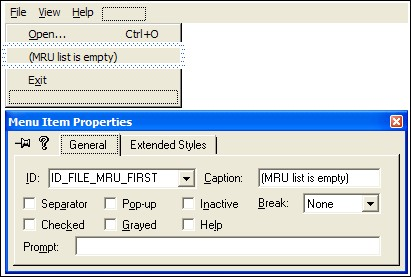 File View Help
Open... Ctrl+O
(MRU list is empty)
Exit
Menu Item Properties
General Extended Styles
ID: ID_FILE_MRU_FIRST Caption: (MRU list is empty)
Separator Pop-up Inactive Break: None
Checked Grayed Help
Prompt: